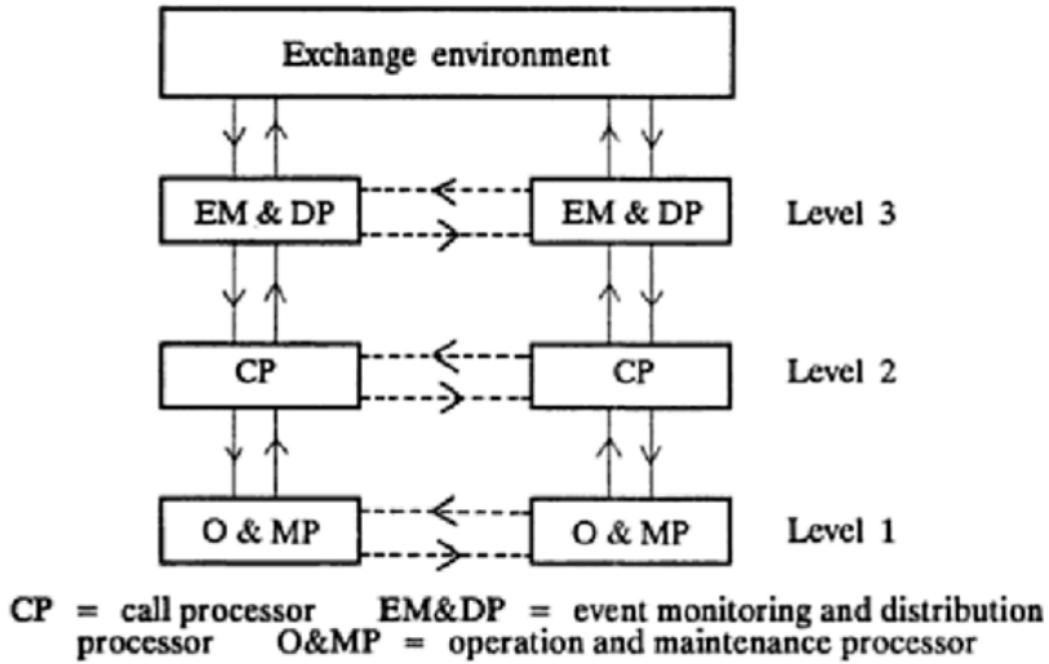 Exchange environment
EM & DP EM & DP Level 3
CP CP Level 2
O & MP O & MP Level 1
CP = call processor EM&DP = event monitoring and distribution
processor O&MP = operation and maintenance processor